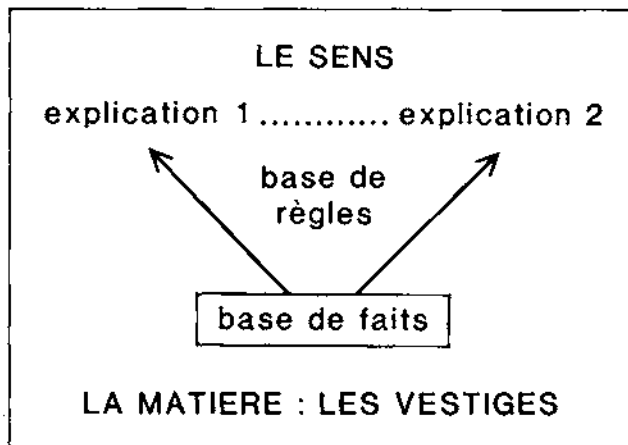 LE SENS
explication 1 ............ explication 2
base de
règles
base de faits
LA MATIERE : LES VESTIGES